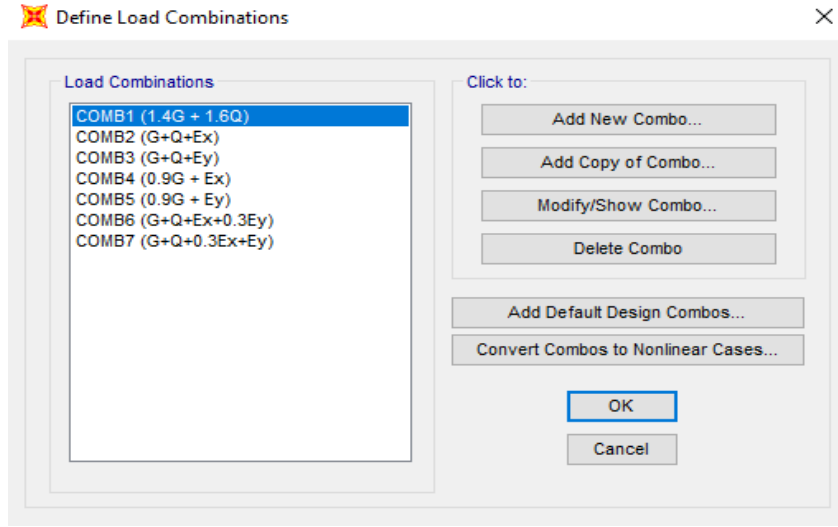 Define Load Combinations
Load Combinations
COMB1 (1.4G + 1.6Q)
COMB2 (G+Q+Ex)
COMB3 (G+Q+Ey)
COMB4 (0.9G + Ex)
COMB5 (0.9G + Ey)
COMB6 (G+Q+Ex+0.3Ey)
COMB7 (G+Q+0.3Ex+Ey)
Click to:
Add New Combo...
Add Copy of Combo...
Modify/Show Combo...
Delete Combo
Add Default Design Combos...
Convert Combos to Nonlinear Cases...
OK
Cancel